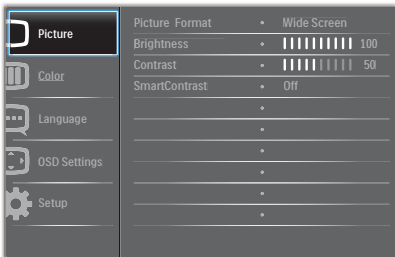 Picture
Color
Language
OSD Settings
Setup
Picture Format • Wide Screen
Brightness • 100
Contrast • 50
SmartContrast • Off
•
•
•
•
•
•